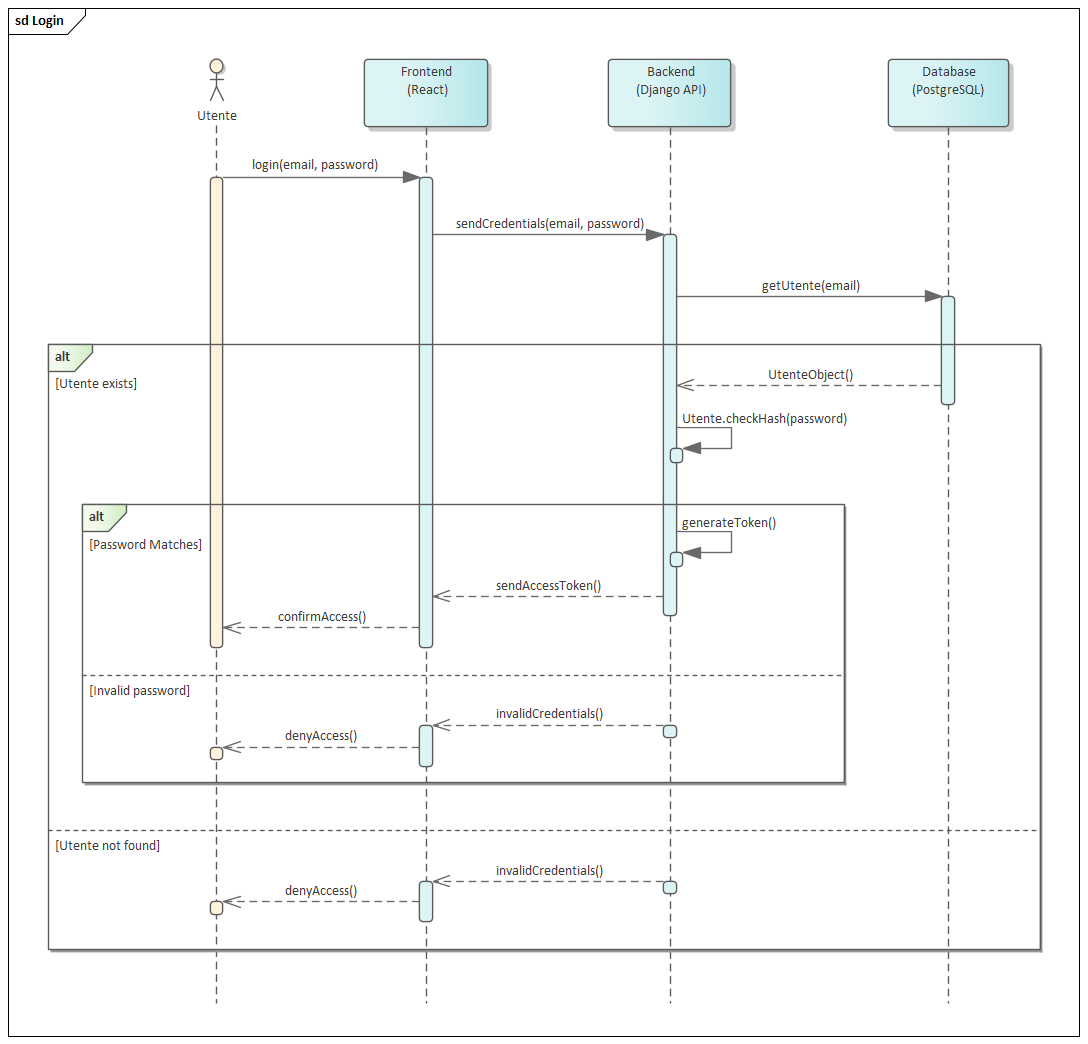 sd Login
Utente
Frontend
(React)
Backend
(Django API)
Database
(PostgreSQL)
login(email, password)
sendCredentials(email, password)
getUtente(email)
alt
[Utente exists]
UtenteObject()
Utente.checkHash(password)
alt
[Password Matches]
generateToken()
sendAccessToken()
confirmAccess()
[Invalid password]
invalidCredentials()
denyAccess()
[Utente not found]
invalidCredentials()
denyAccess()